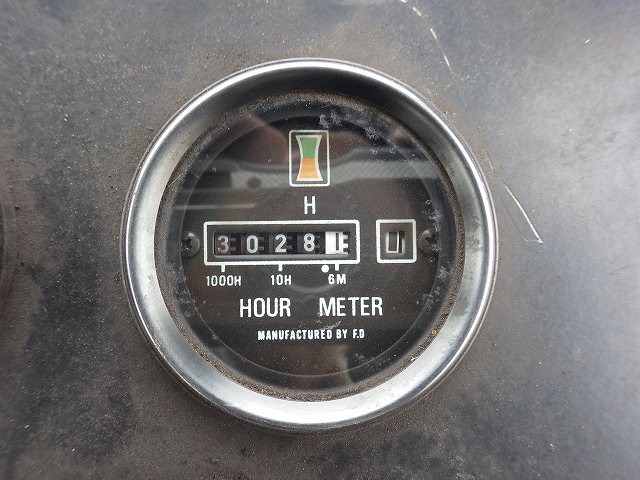 H
3028
1000H 10H 6M
HOUR METER
MANUFACTURED BY F.D